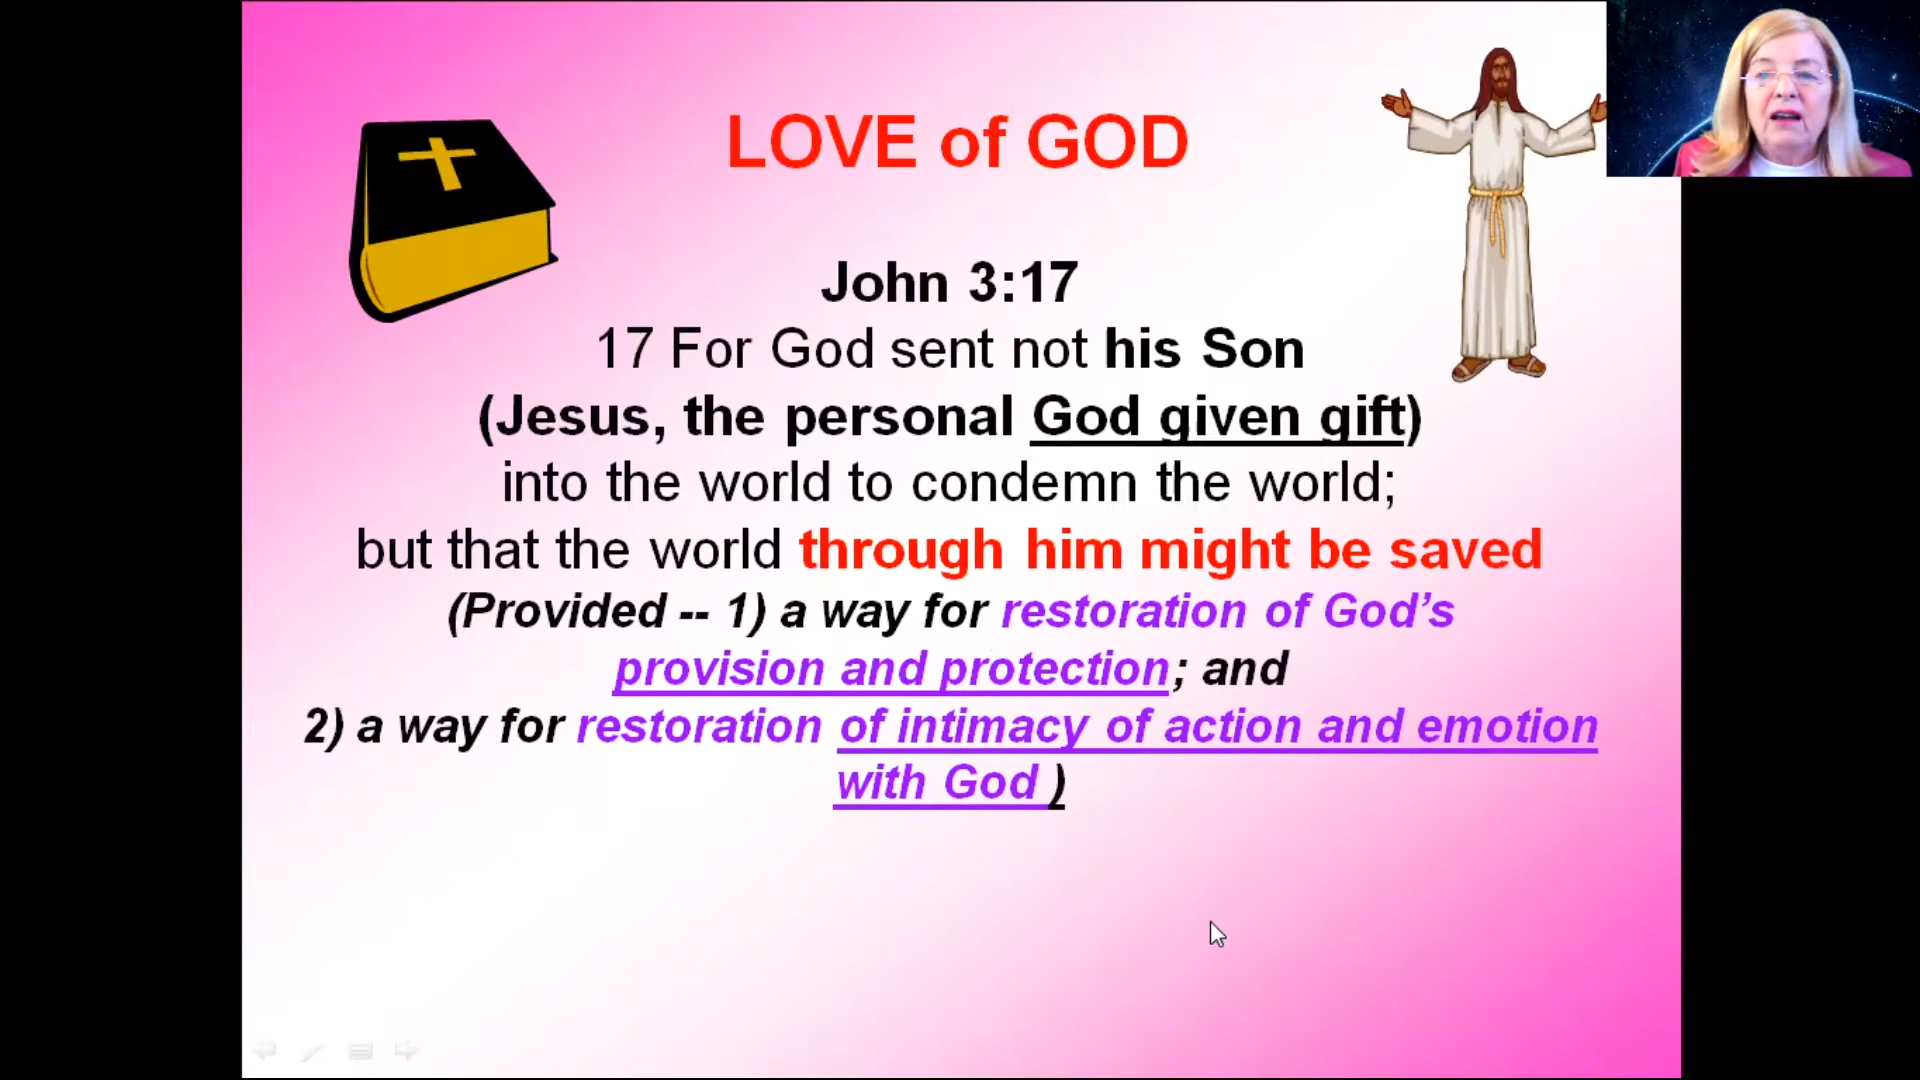 LOVE of GOD
John 3:17
17 For God sent not his Son
(Jesus, the personal God given gift)
into the world to condemn the world;
but that the world through him might be saved
(Provided -- 1) a way for restoration of God’s
provision and protection; and
2) a way for restoration of intimacy of action and emotion
with God )